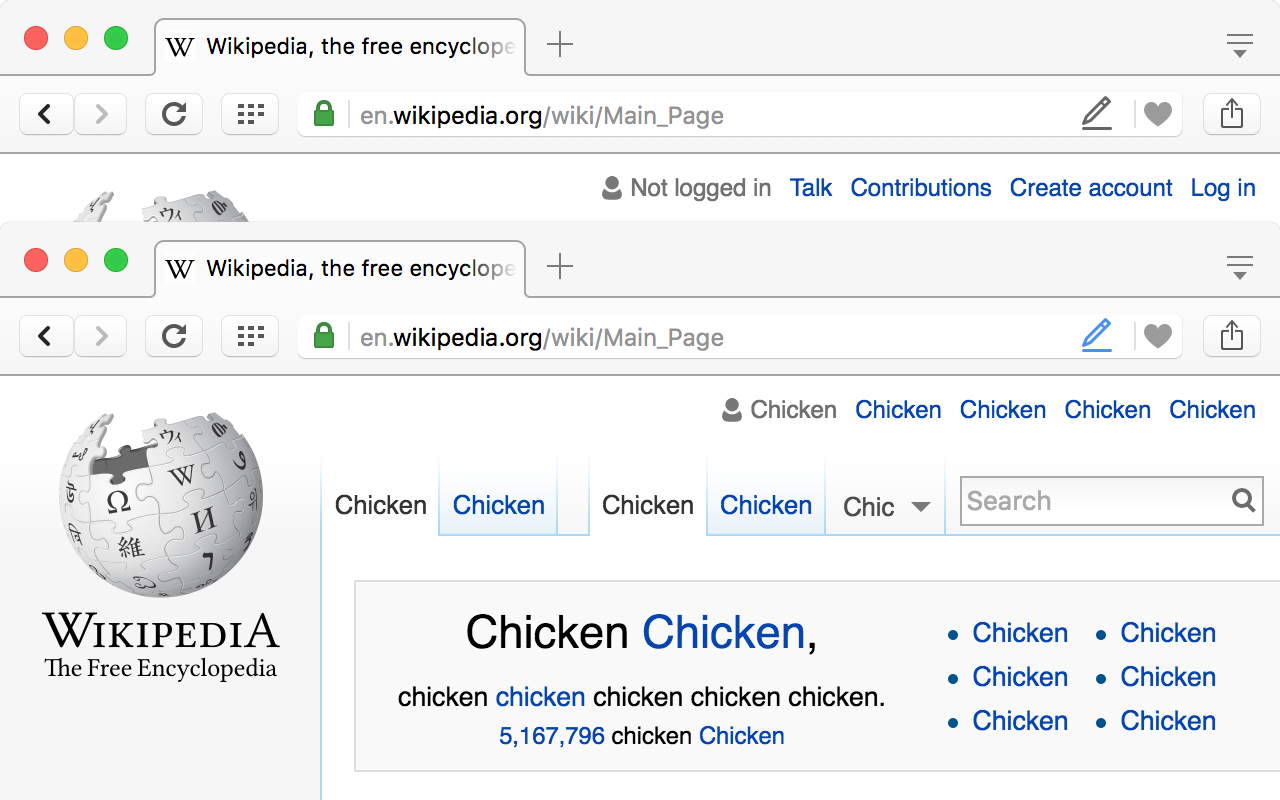 Wikipedia, the free encyclope
en.wikipedia.org/wiki/Main_Page
Not logged in Talk Contributions Create account Log in
W Wikipedia, the free encyclope
en.wikipedia.org/wiki/Main_Page
Chicken Chicken Chicken Chicken Chicken
Chicken Chicken Chicken Chicken Chic Search
Ω W И 維 ウィ
WIKIPEDIA
The Free Encyclopedia
Chicken Chicken,
chicken chicken chicken chicken chicken.
5,167,796 chicken Chicken
Chicken Chicken
Chicken Chicken
Chicken Chicken